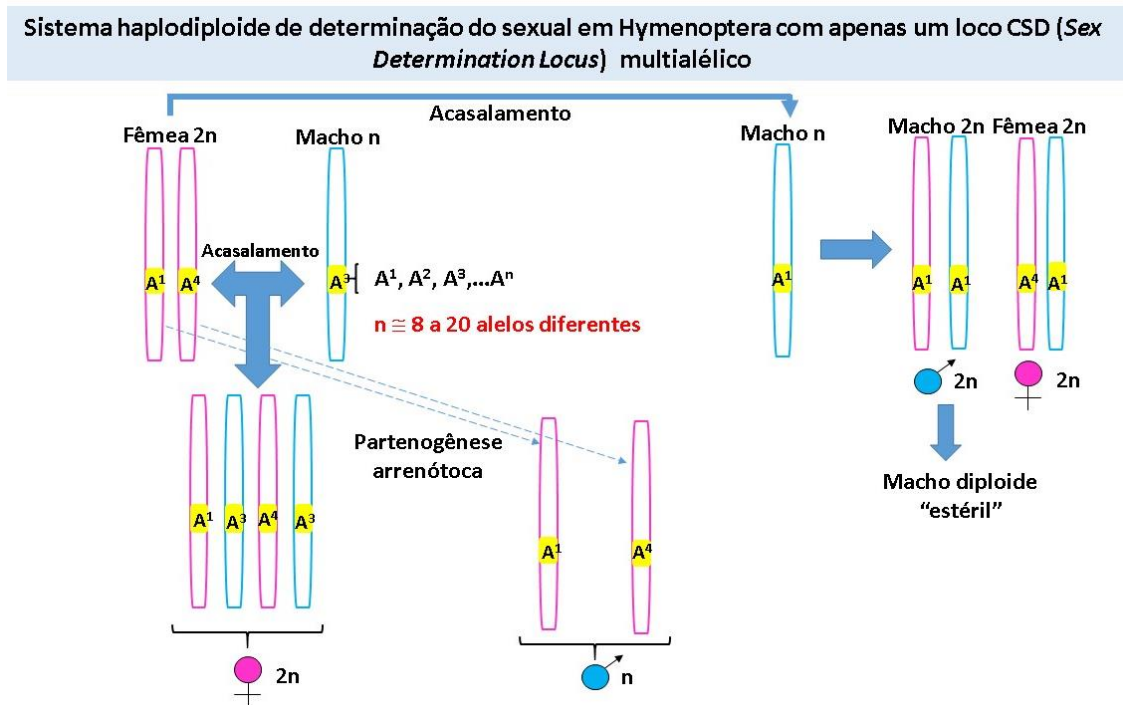 Sistema haplodiploide de determinação do sexual em Hymenoptera com apenas um loco CSD (Sex
Determination Locus) multialélico
Acasalamento
Fêmea 2n
Macho n
Macho n
Macho 2n
Fêmea 2n
Acasalamento
A¹
A⁴
A³
A¹, A², A³,...Aⁿ
n ≅ 8 a 20 alelos diferentes
A¹
A¹
A¹
A⁴
A¹
2n
2n
Macho diploide
“estéril”
Partenogênese
arrenótoca
A¹
A³
A⁴
A³
A¹
A⁴
2n
n